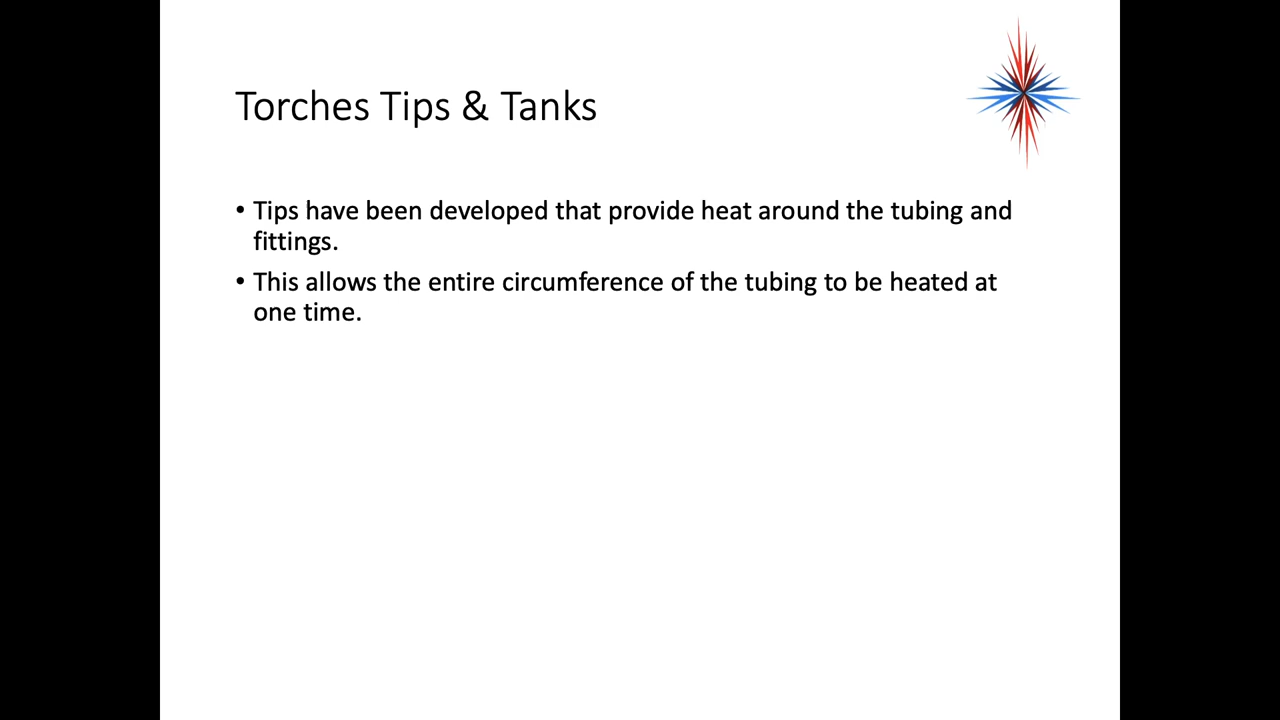 Torches Tips & Tanks
• Tips have been developed that provide heat around the tubing and
fittings.
• This allows the entire circumference of the tubing to be heated at
one time.